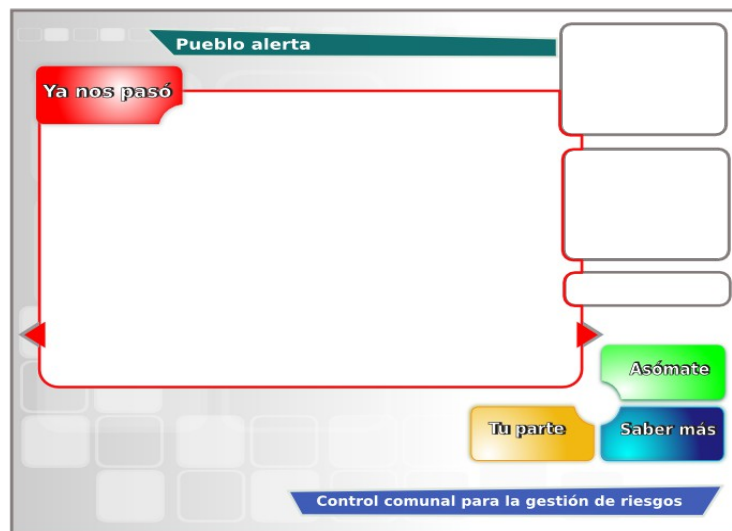 Pueblo alerta
Ya nos pasó
Asómate
Tu parte
Saber más
Control comunal para la gestión de riesgos